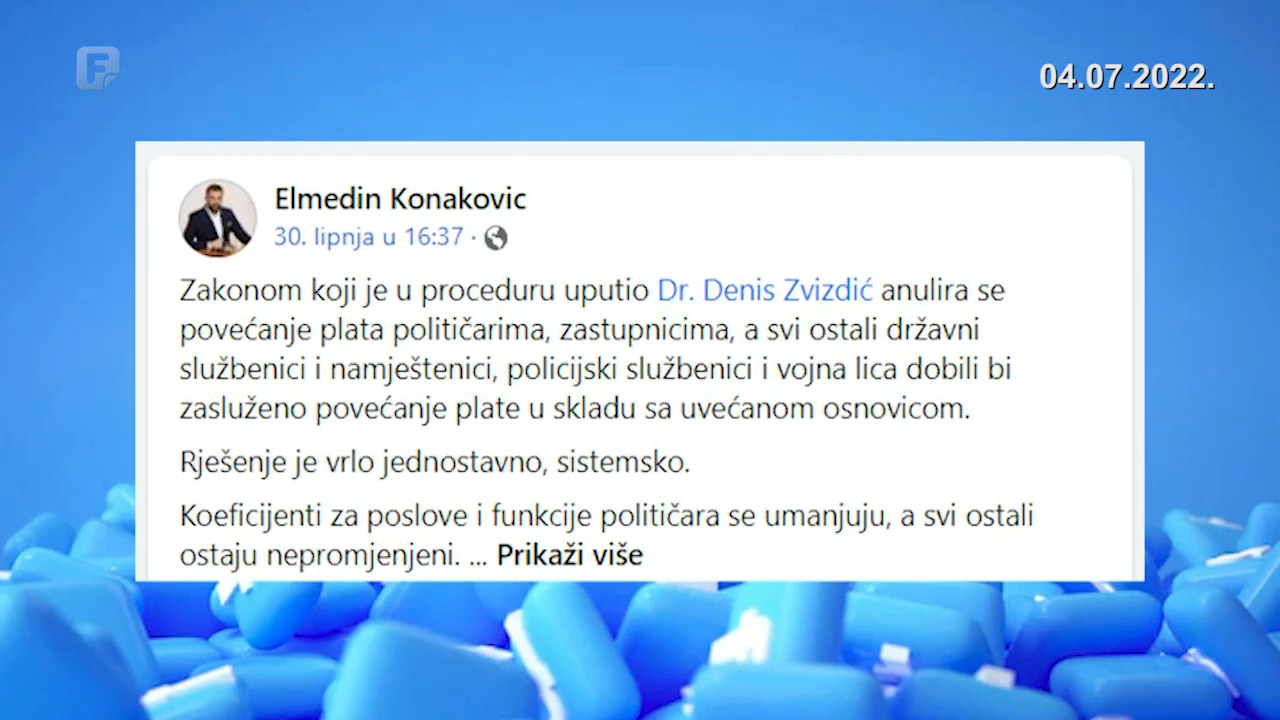 F
04.07.2022.
Elmedin Konakovic
30. lipnja u 16:37 ·
Zakonom koji je u proceduru uputio Dr. Denis Zvizdić anulira se
povećanje plata političarima, zastupnicima, a svi ostali državni
službenici i namještenici, policijski službenici i vojna lica dobili bi
zasluženo povećanje plate u skladu sa uvećanom osnovicom.
Rješenje je vrlo jednostavno, sistemsko.
Koeficijenti za poslove i funkcije političara se umanjuju, a svi ostali
ostaju nepromjenjeni. ... Prikaži više